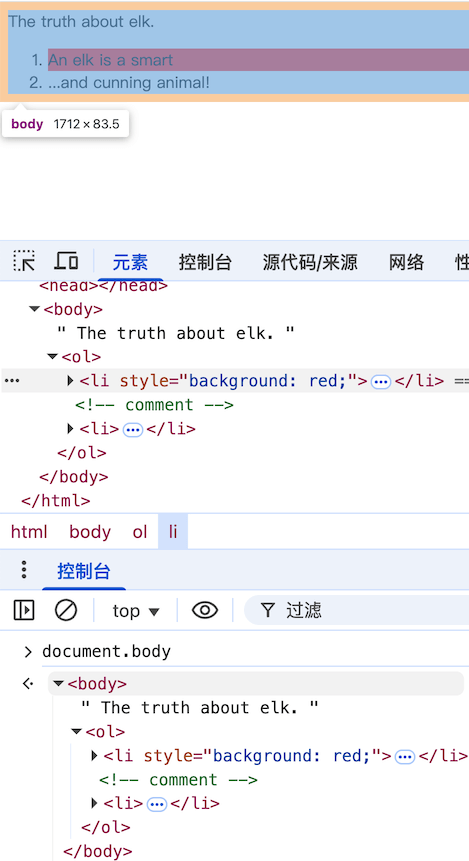 The truth about elk.
1. An elk is a smart
2. ...and cunning animal!
body 1712 × 83.5
元素 控制台 源代码/来源 网络 性
<head></head>
<body>
" The truth about elk. "
<ol>
<li style="background: red;">…</li> ==
<!-- comment -->
<li>…</li>
</ol>
</body>
</html>
html body ol li
控制台
top 过滤
document.body
<body>
" The truth about elk. "
<ol>
<li style="background: red;">…</li>
<!-- comment -->
<li>…</li>
</ol>
</body>